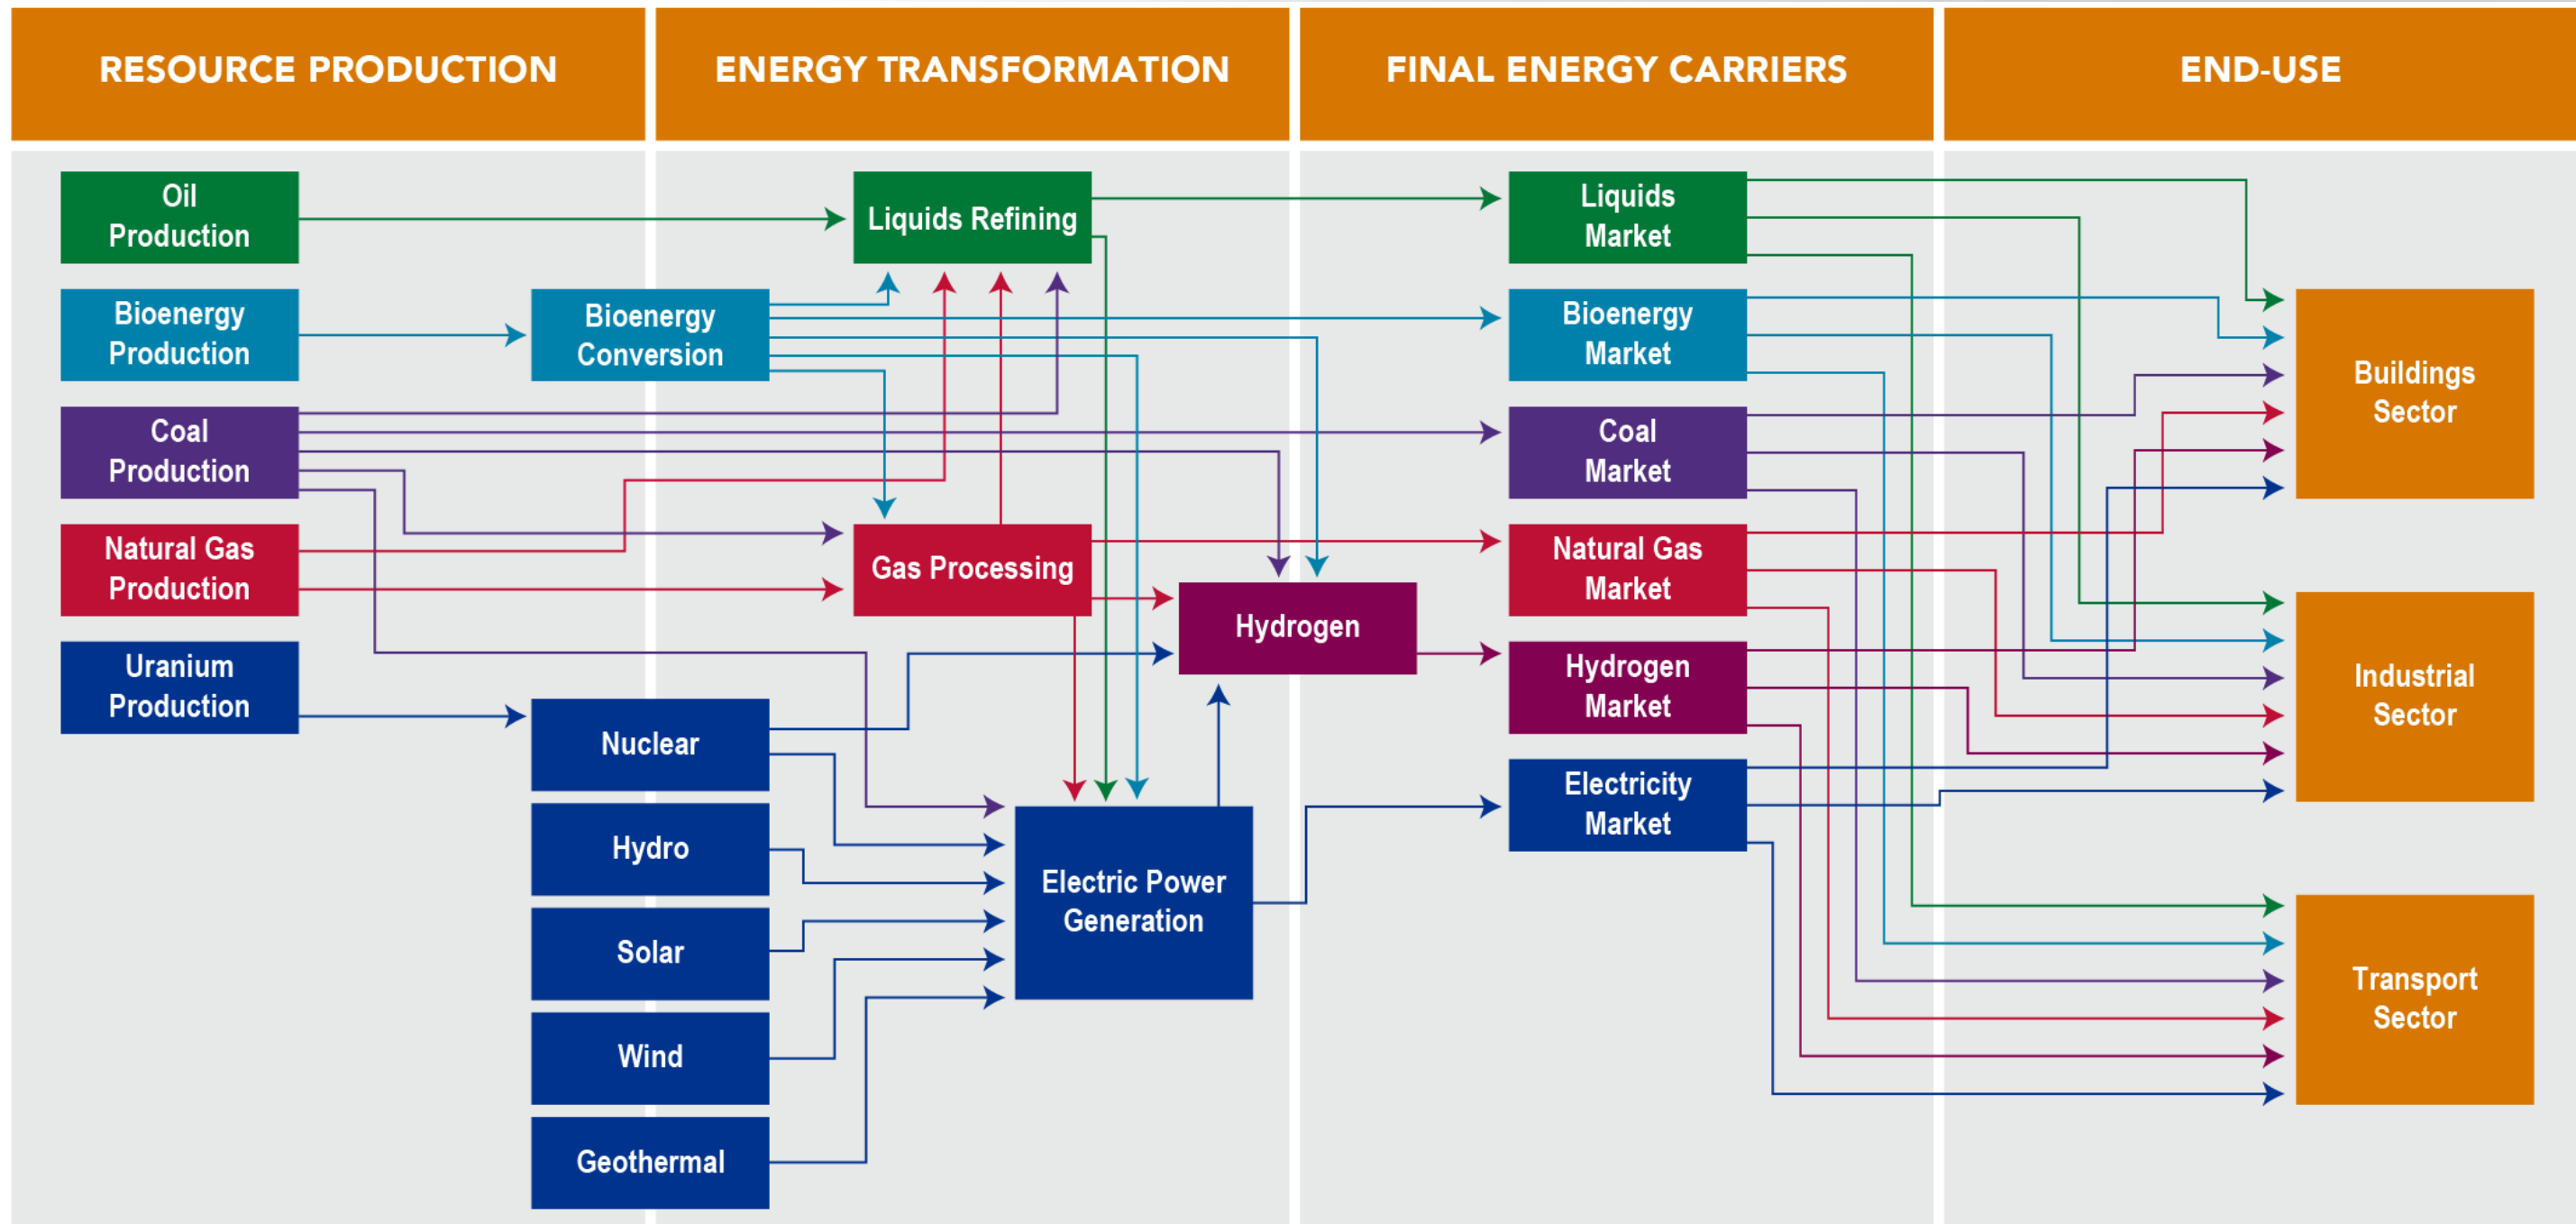 RESOURCE PRODUCTION
ENERGY TRANSFORMATION
FINAL ENERGY CARRIERS
END-USE
Oil
Production
Bioenergy
Production
Coal
Production
Natural Gas
Production
Uranium
Production
Bioenergy
Conversion
Nuclear
Hydro
Solar
Wind
Geothermal
Liquids Refining
Gas Processing
Hydrogen
Electric Power
Generation
Liquids
Market
Bioenergy
Market
Coal
Market
Natural Gas
Market
Hydrogen
Market
Electricity
Market
Buildings
Sector
Industrial
Sector
Transport
Sector